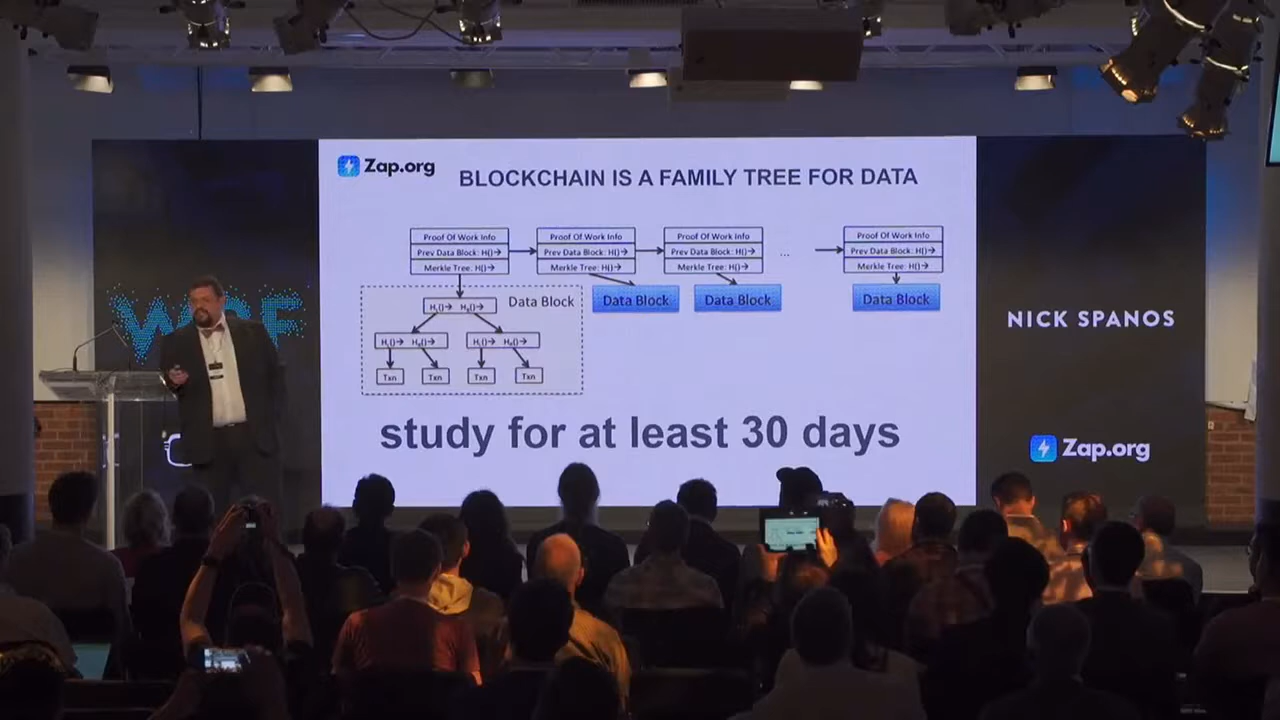 Zap.org
BLOCKCHAIN IS A FAMILY TREE FOR DATA
Proof Of Work Info
Prev Data Block: H()→
Merkle Tree: H()→
Proof Of Work Info
Prev Data Block: H()→
Merkle Tree: H()→
Proof Of Work Info
Prev Data Block: H()→
Merkle Tree: H()→
...
Proof Of Work Info
Prev Data Block: H()→
Merkle Tree: H()→
Data Block
Data Block
Data Block
Data Block
Txn
Txn
Txn
Txn
study for at least 30 days
NICK SPANOS
Zap.org